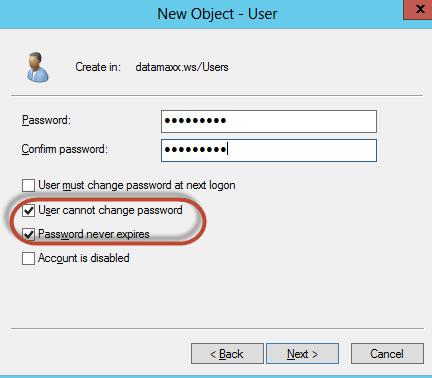 New Object - User
x
Create in: datamaxx.ws/Users
Password: •••••••••
Confirm password: •••••••••
User must change password at next logon
User cannot change password
Password never expires
Account is disabled
< Back Next > Cancel